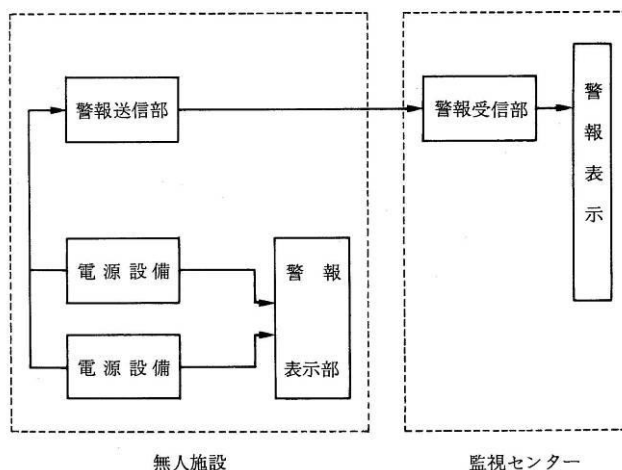 警報送信部
警報受信部
警報表示
電源設備
警報
表示部
電源設備
無人施設
監視センター